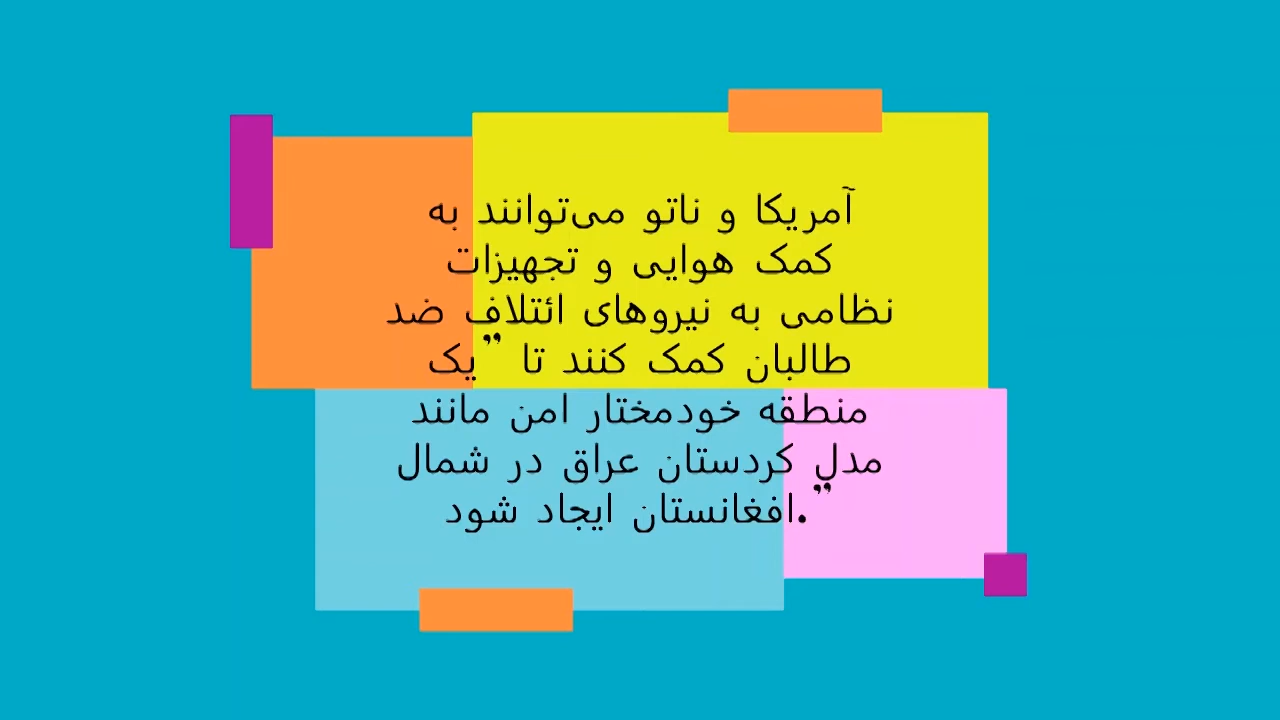 آمریکا و ناتو می‌توانند به
کمک هوایی و تجهیزات
نظامی به نیروهای ائتلاف ضد
طالبان کمک کنند تا ”یک
منطقه خودمختار امن مانند
مدل کردستان عراق در شمال
”.افغانستان ایجاد شود